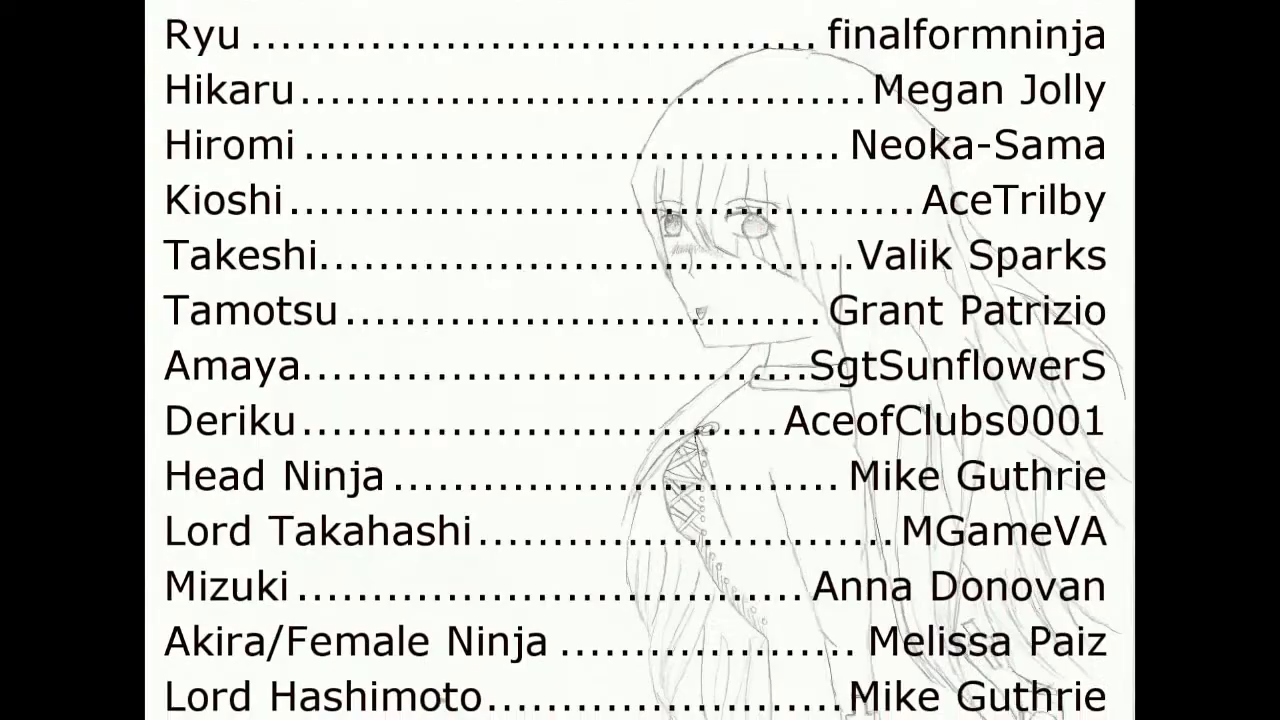 Ryu ...................................... finalformninja
Hikaru...................................... Megan Jolly
Hiromi .................................... Neoka-Sama
Kioshi.......................................... AceTrilby
Takeshi....................................Valik Sparks
Tamotsu ................................ Grant Patrizio
Amaya..................................SgtSunflowerS
Deriku................................AceofClubs0001
Head Ninja .............................. Mike Guthrie
Lord Takahashi............................ MGameVA
Mizuki .................................. Anna Donovan
Akira/Female Ninja .................... Melissa Paiz
Lord Hashimoto........................Mike Guthrie